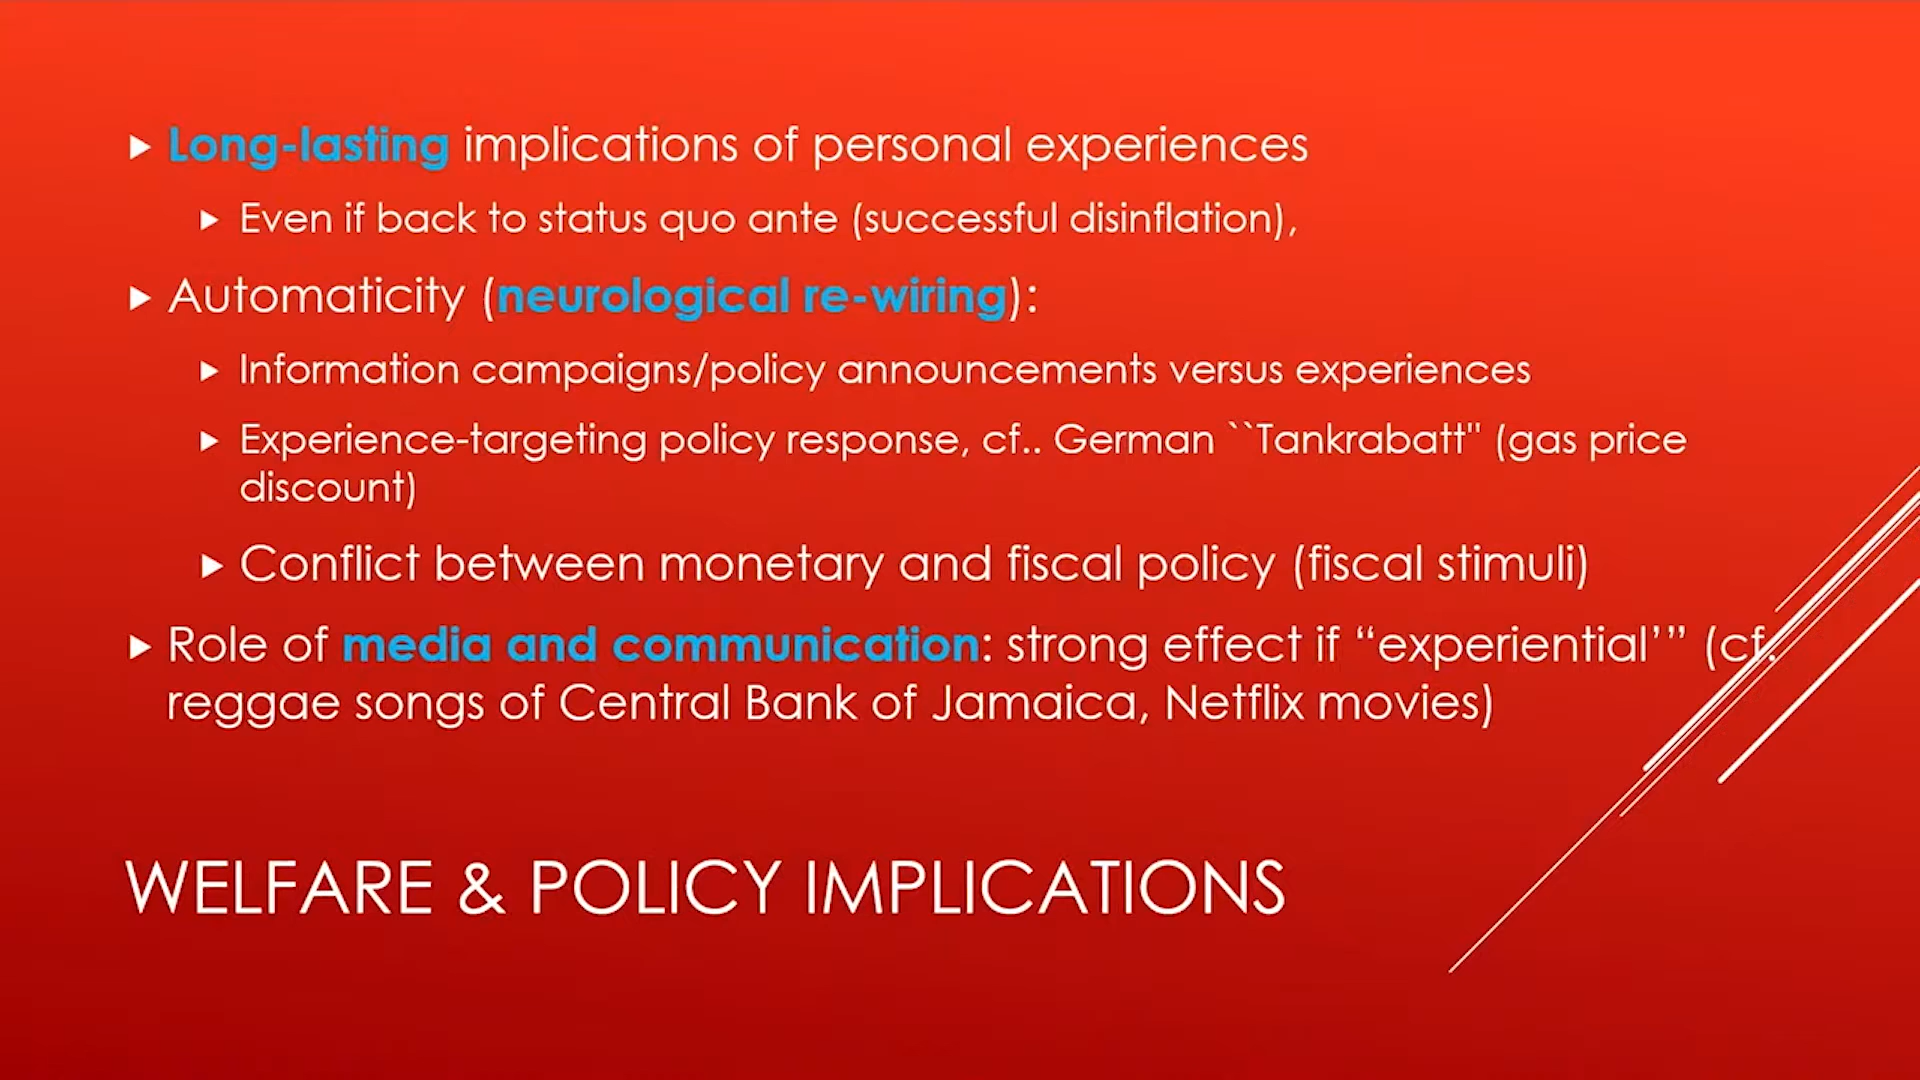 Long-lasting implications of personal experiences
Even if back to status quo ante (successful disinflation),
Automaticity (neurological re-wiring):
Information campaigns/policy announcements versus experiences
Experience-targeting policy response, cf.. German ``Tankrabatt" (gas price
discount)
Conflict between monetary and fiscal policy (fiscal stimuli)
Role of media and communication: strong effect if “experiential’” (cf.
reggae songs of Central Bank of Jamaica, Netflix movies)
WELFARE & POLICY IMPLICATIONS